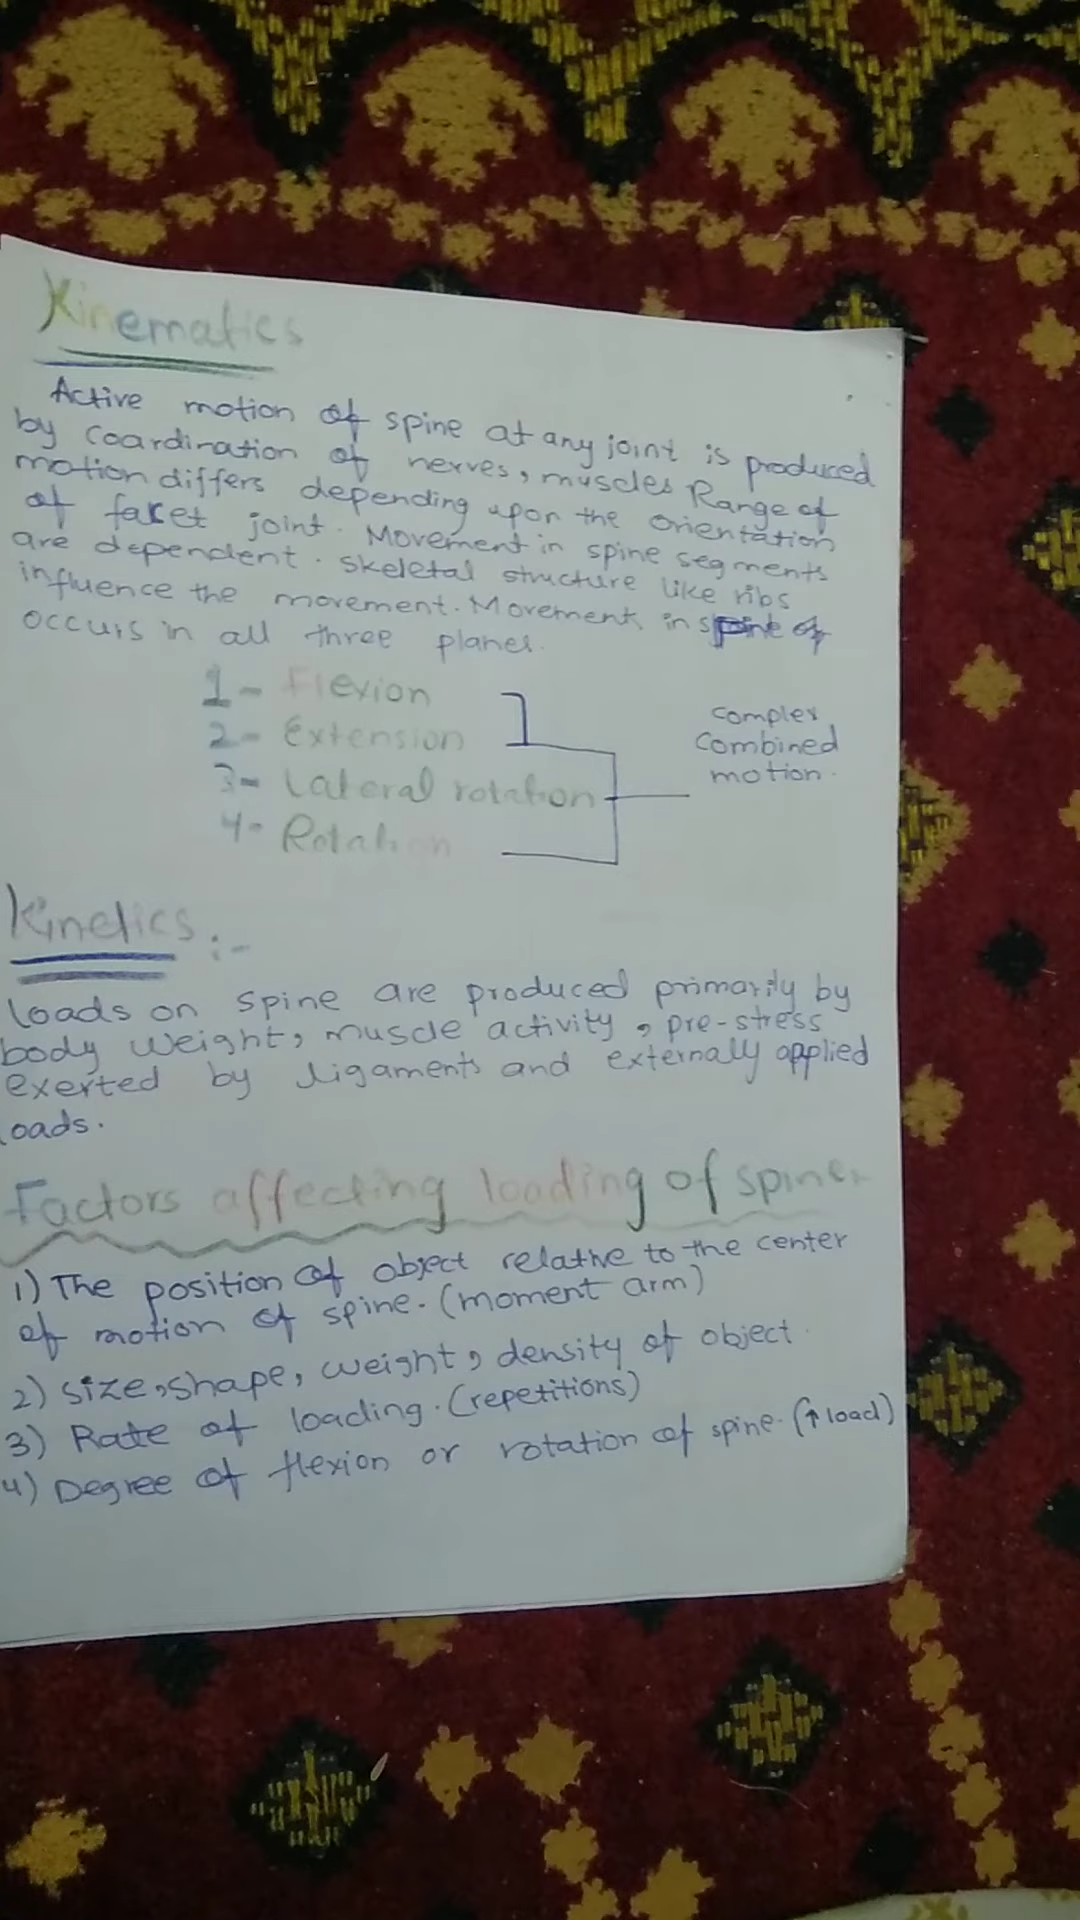 Kinematics
Active motion of spine at any joint is produced
by coardination of nerves, muscles Range of
motion differs depending upon the orientation
of facet joint. Movement in spine segments
are dependent. Skeletal structure like ribs
influence the movement. Movement in spine of
occurs in all three planes.
1- Flexion
2- Extension
3- Lateral rotation
4- Rotation
complex
combined
motion.
Kinetics :-
loads on spine are produced primarily by
body weight, muscle activity, pre-stress
exerted by ligaments and externally applied
loads.
Factors affecting loading of spine:
1) The position of object relative to the center
of motion of spine. (moment arm)
2) Size, shape, weight, density of object.
3) Rate of loading. (repetitions)
4) Degree of flexion or rotation of spine. (↑ load)